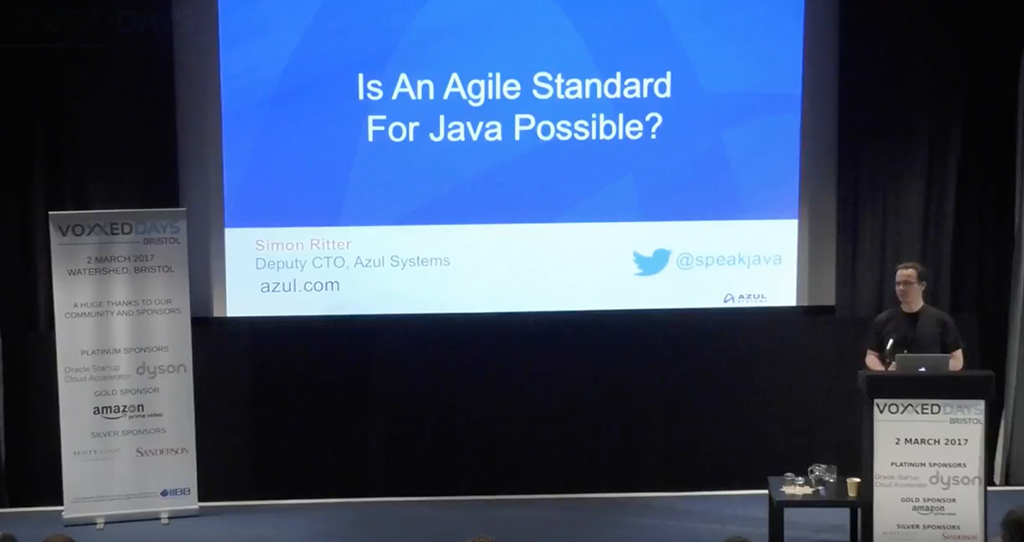 Is An Agile Standard
For Java Possible?
Simon Ritter
Deputy CTO, Azul Systems
azul.com
@speakjava
AZUL
SYSTEMS
VOXXED DAYS
BRISTOL
2 MARCH 2017
WATERSHED, BRISTOL
A HUGE THANKS TO OUR
COMMUNITY AND SPONSORS
PLATINUM SPONSORS
Oracle Startup
Cloud Accelerator
dyson
GOLD SPONSOR
amazon
prime video
SILVER SPONSORS
SANDERSON
VOXXED DAYS
BRISTOL
2 MARCH 2017
PLATINUM SPONSORS
Oracle Startup
Cloud Accelerator
dyson
GOLD SPONSOR
amazon
prime video
SILVER SPONSORS
SANDERSON